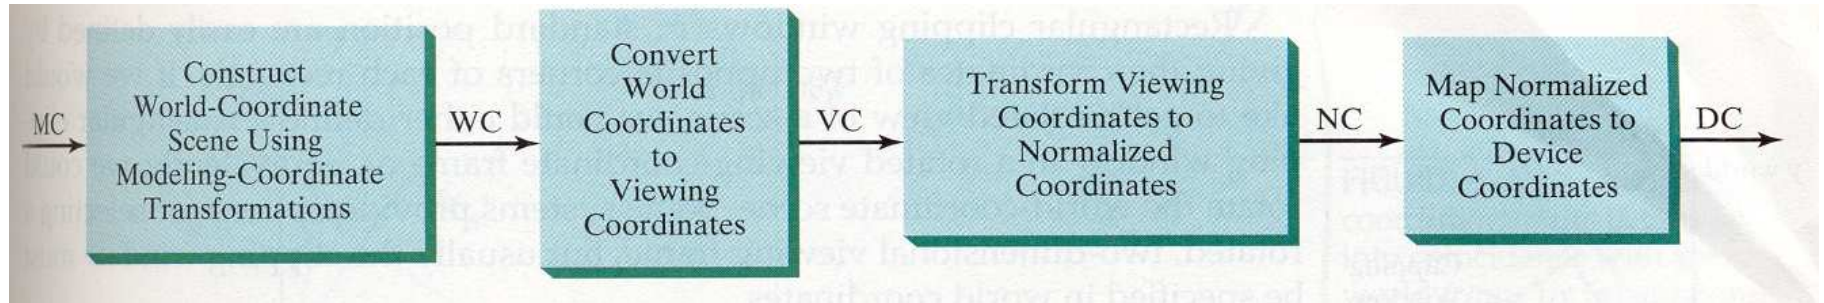 MC
Construct
World-Coordinate
Scene Using
Modeling-Coordinate
Transformations
WC
Convert
World
Coordinates
to
Viewing
Coordinates
VC
Transform Viewing
Coordinates to
Normalized
Coordinates
NC
Map Normalized
Coordinates to
Device
Coordinates
DC